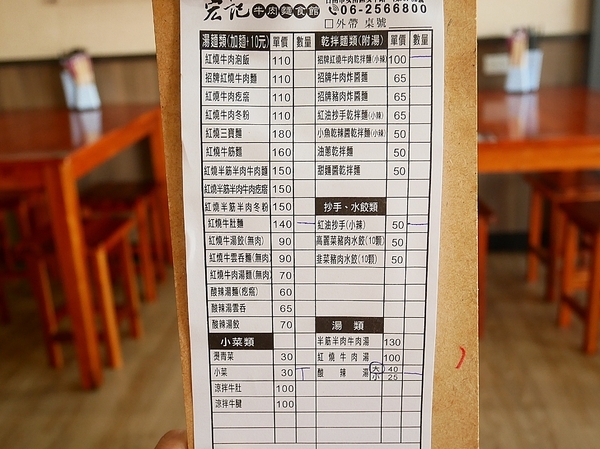 宏記牛肉麵食館
06-2566800
□外帶 桌號
湯麵類(加麵+10元) 單價 數量
紅燒牛肉泡飯 110
招牌紅燒牛肉麵 110
紅燒牛肉疙瘩 110
紅燒牛肉冬粉 110
紅燒三寶麵 180
紅燒牛筋麵 160
紅燒半筋半肉牛肉麵 150
紅燒半筋半肉牛肉疙瘩 150
紅燒半筋半肉冬粉 150
紅燒牛肚麵 140
紅燒牛湯餃(無肉) 90
紅燒牛雲吞麵(無肉) 90
紅燒牛肉湯麵(無肉) 70
酸辣湯麵(疙瘩) 60
酸辣湯雲吞 65
酸辣湯餃 70
小菜類
燙青菜 30
小菜 30
涼拌牛肚 100
涼拌牛腱 100
乾拌麵類(附湯) 單價 數量
招牌紅燒牛肉乾拌麵(小辣) 100
招牌牛肉炸醬麵 65
招牌豬肉炸醬麵 65
紅油抄手乾拌麵(小辣) 65
小魚乾辣醬乾拌麵(小辣) 50
油蔥乾拌麵 50
甜麵醬乾拌麵 50
抄手、水餃類
紅油抄手(小辣) 50
高麗菜豬肉水餃(10顆) 50
韭菜豬肉水餃(10顆) 50
湯類
半筋半肉牛肉湯 130
紅燒牛肉湯 100
酸辣湯 大 40
小 25